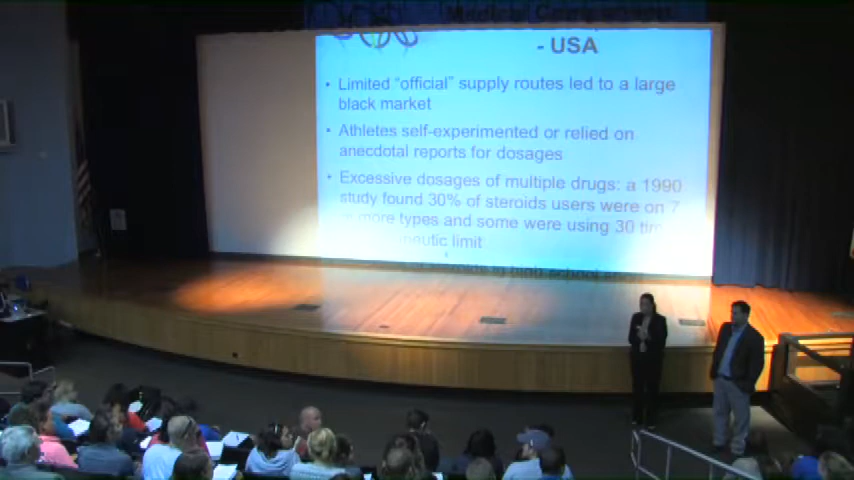 - USA
• Limited "official" supply routes led to a large
black market
• Athletes self-experimented or relied on
anecdotal reports for dosages
• Excessive dosages of multiple drugs: a 1990
study found 30% of steroids users were on 7
or more types and some were using 30
limit